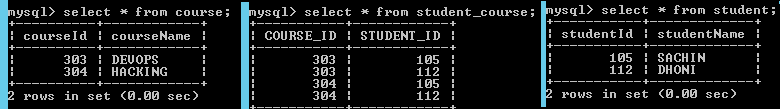 mysql> select * from course;
+----------+------------+
| courseId | courseName |
+----------+------------+
|      303 | DEVOPS     |
|      304 | HACKING    |
+----------+------------+
2 rows in set (0.00 sec)
mysql> select * from student_course;
+-----------+------------+
| COURSE_ID | STUDENT_ID |
+-----------+------------+
|       303 |        105 |
|       303 |        112 |
|       304 |        105 |
|       304 |        112 |
+-----------+------------+
mysql> select * from student;
+-----------+-------------+
| studentId | studentName |
+-----------+-------------+
|       105 | SACHIN      |
|       112 | DHONI       |
+-----------+-------------+
2 rows in set (0.00 sec)